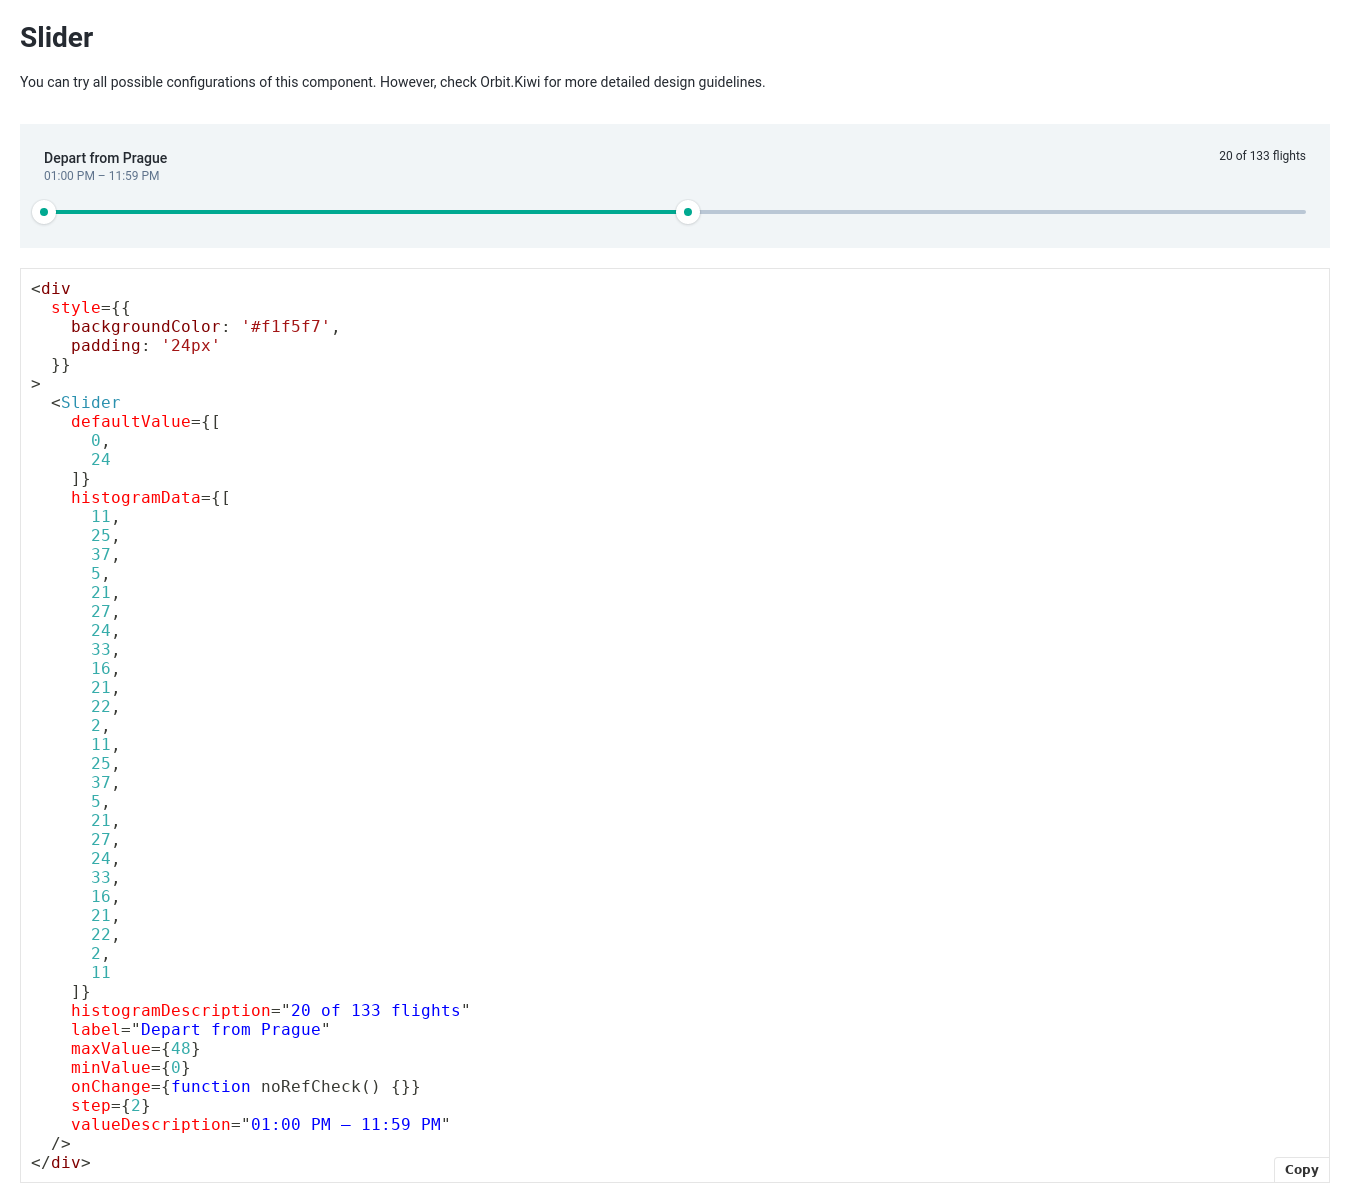 Slider
You can try all possible configurations of this component. However, check Orbit.Kiwi for more detailed design guidelines.
Depart from Prague
20 of 133 flights
01:00 PM – 11:59 PM
<div
  style={{
    backgroundColor: '#f1f5f7',
    padding: '24px'
  }}
>
  <Slider
    defaultValue={[
      0,
      24
    ]}
    histogramData={[
      11,
      25,
      37,
      5,
      21,
      27,
      24,
      33,
      16,
      21,
      22,
      2,
      11,
      25,
      37,
      5,
      21,
      27,
      24,
      33,
      16,
      21,
      22,
      2,
      11
    ]}
    histogramDescription="20 of 133 flights"
    label="Depart from Prague"
    maxValue={48}
    minValue={0}
    onChange={function noRefCheck() {}}
    step={2}
    valueDescription="01:00 PM – 11:59 PM"
  />
</div>
Copy